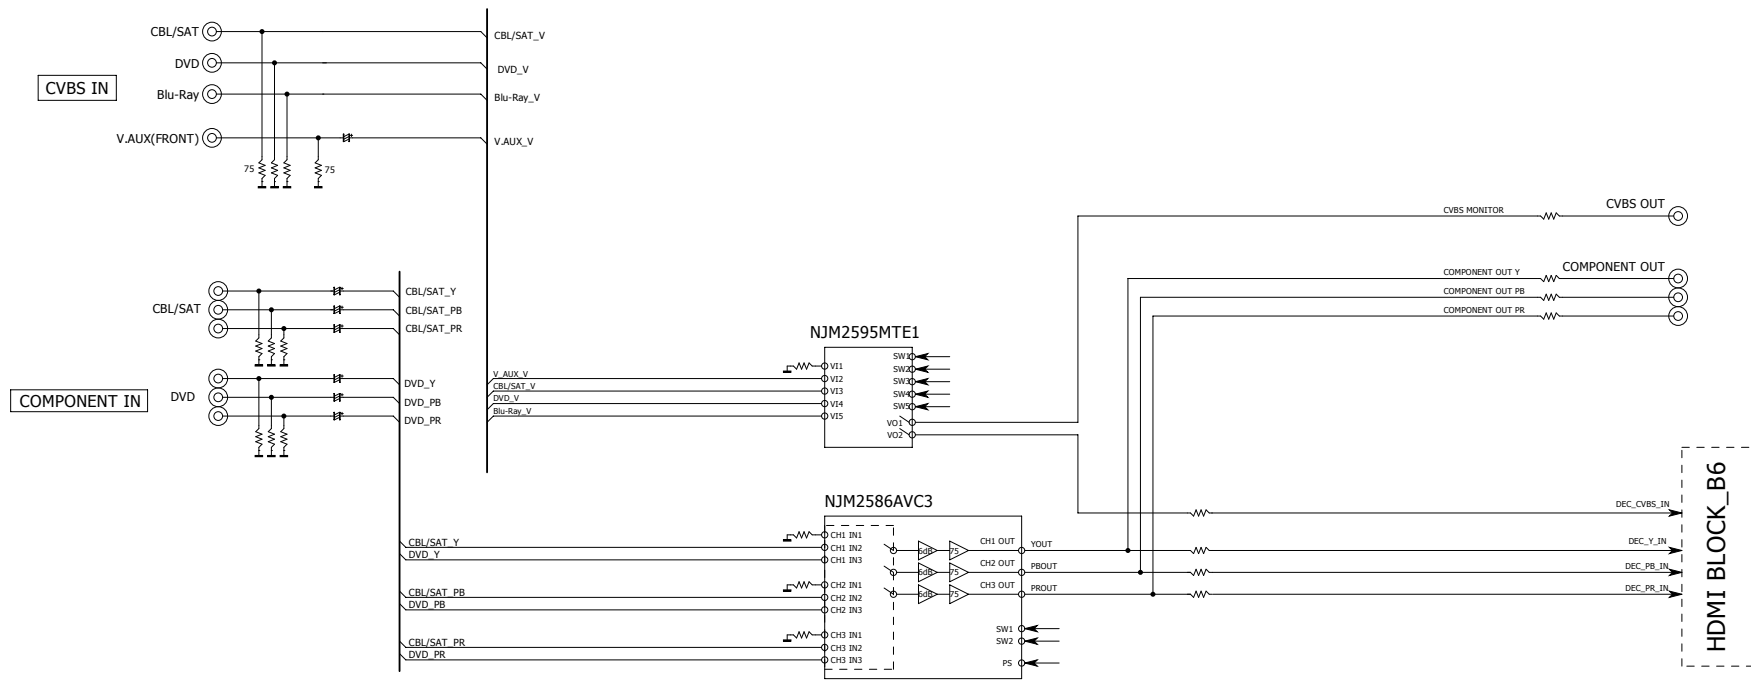 CBL/SAT
CBL/SAT_V
DVD
DVD_V
CVBS IN
Blu-Ray
Blu-Ray_V
V.AUX(FRONT)
V.AUX_V
75
75
CVBS MONITOR
CVBS OUT
COMPONENT OUT Y
COMPONENT OUT
COMPONENT OUT PB
COMPONENT OUT PR
CBL/SAT
CBL/SAT_Y
CBL/SAT_PB
CBL/SAT_PR
COMPONENT IN
DVD
DVD_Y
DVD_PB
DVD_PR
NJM2595MTE1
V_AUX_V
CBL/SAT_V
DVD_V
Blu-Ray_V
VI1
VI2
VI3
VI4
VI5
SW1
SW2
SW3
SW4
SW5
VO1
VO2
NJM2586AVC3
CBL/SAT_Y
DVD_Y
CBL/SAT_PB
DVD_PB
CBL/SAT_PR
DVD_PR
CH1 IN1
CH1 IN2
CH1 IN3
CH2 IN1
CH2 IN2
CH2 IN3
CH3 IN1
CH3 IN2
CH3 IN3
6dB
75
CH1 OUT
YOUT
6dB
75
CH2 OUT
PBOUT
6dB
75
CH3 OUT
PROUT
SW1
SW2
PS
DEC_CVBS_IN
DEC_Y_IN
DEC_PB_IN
DEC_PR_IN
HDMI BLOCK_B6